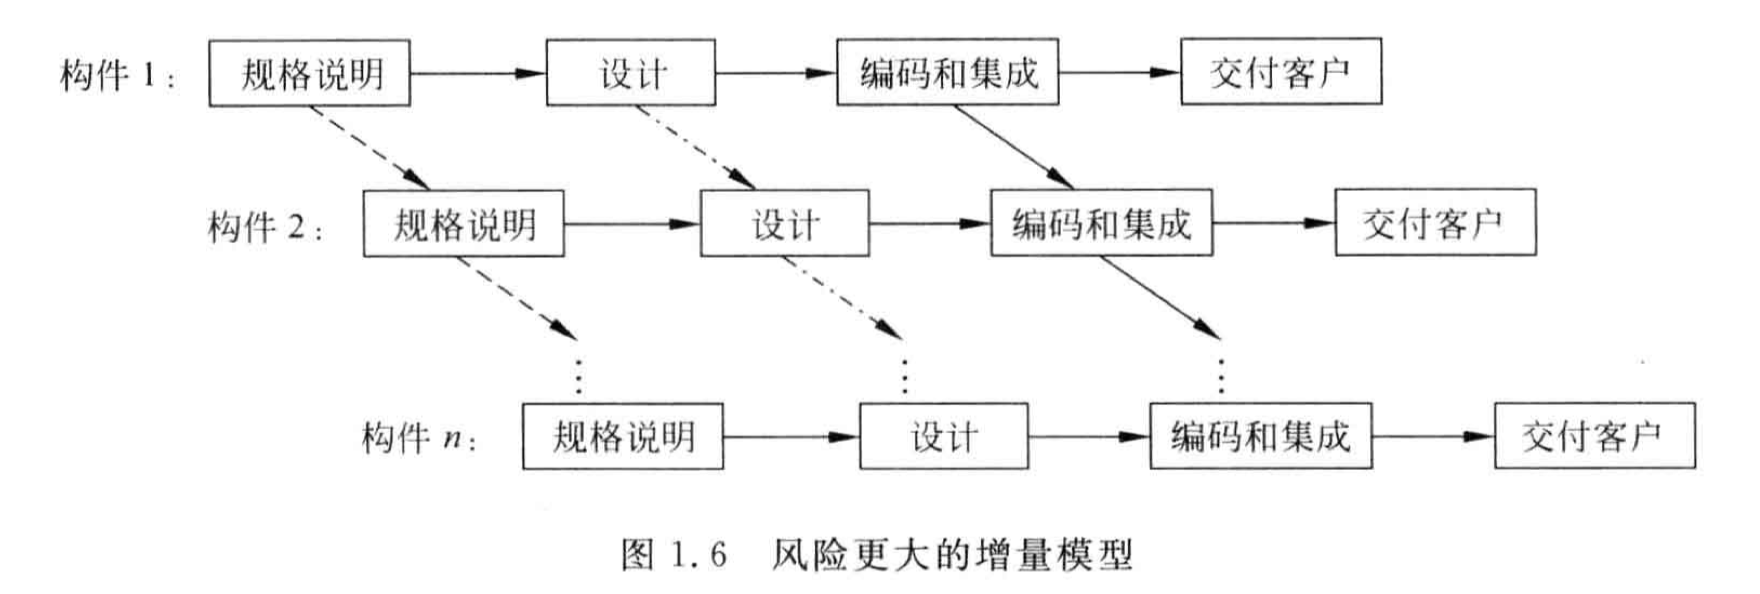 构件 1： 规格说明 设计 编码和集成 交付客户
构件 2： 规格说明 设计 编码和集成 交付客户
构件 n： 规格说明 设计 编码和集成 交付客户
图 1.6 风险更大的增量模型